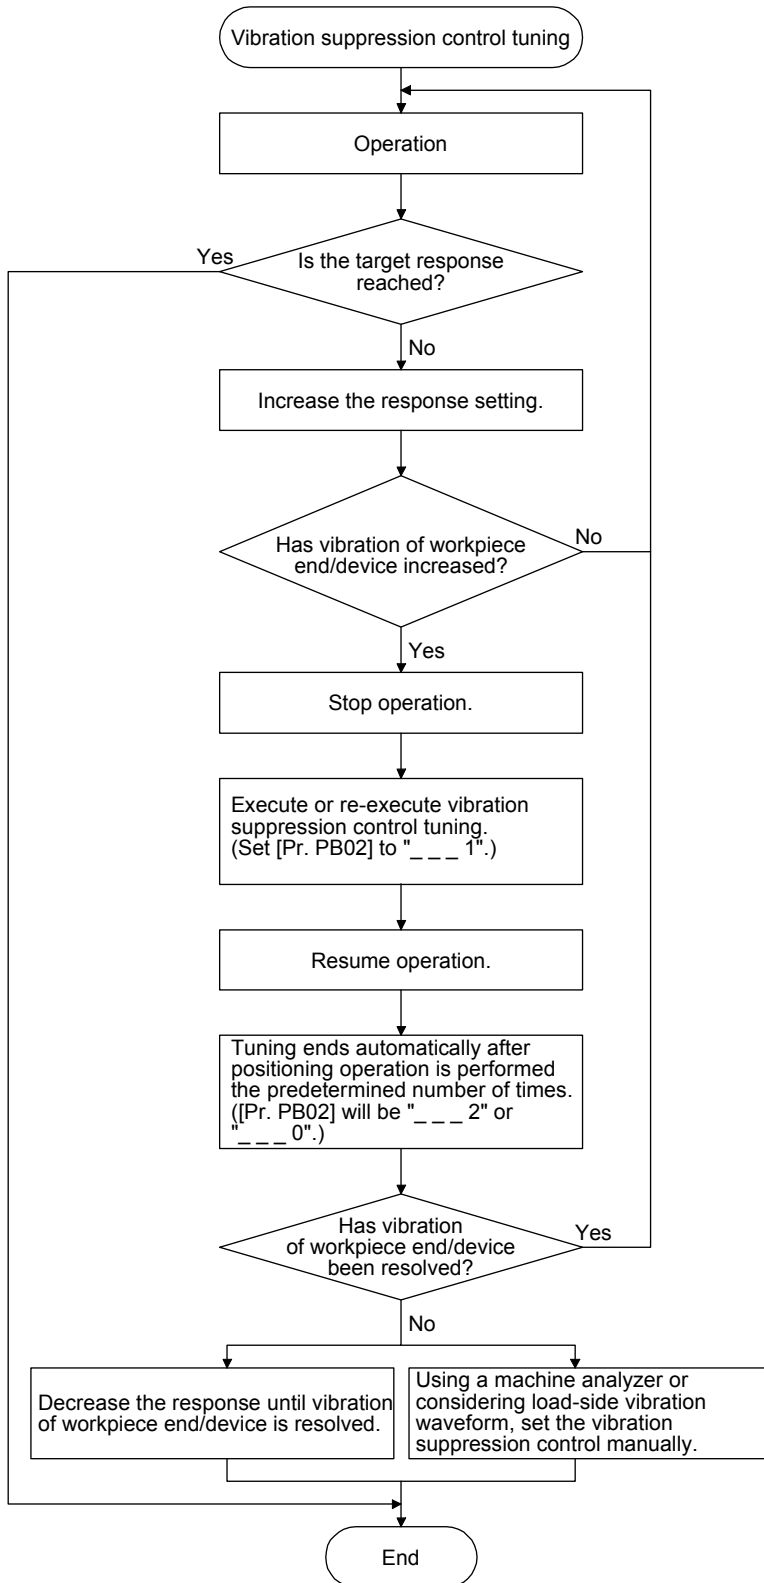 Vibration suppression control tuning
Operation
Yes
Is the target response
reached?
No
Increase the response setting.
Has vibration of workpiece
end/device increased?
No
Yes
Stop operation.
Execute or re-execute vibration
suppression control tuning.
(Set [Pr. PB02] to "_ _ _ 1".)
Resume operation.
Tuning ends automatically after
positioning operation is performed
the predetermined number of times.
([Pr. PB02] will be "_ _ _ 2" or
"_ _ _ 0".)
Has vibration
of workpiece end/device
been resolved?
Yes
No
Decrease the response until vibration
of workpiece end/device is resolved.
Using a machine analyzer or
considering load-side vibration
waveform, set the vibration
suppression control manually.
End